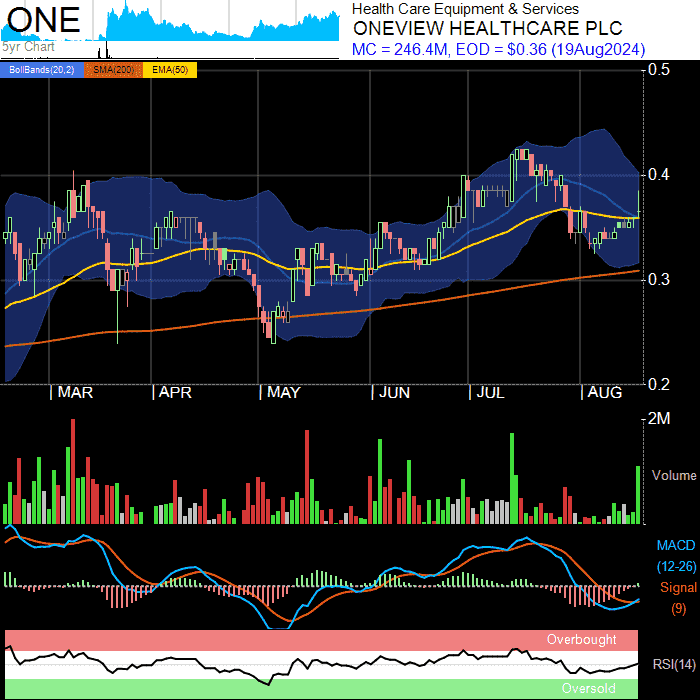 ONE
5yr Chart
Health Care Equipment & Services
ONEVIEW HEALTHCARE PLC
MC = 246.4M, EOD = $0.36 (19Aug2024)
BollBands(20,2) SMA(200) EMA(50)
0.5
0.4
0.3
0.2
MAR APR MAY JUN JUL AUG
2M
Volume
MACD
(12-26)
Signal
(9)
Overbought
RSI(14)
Oversold